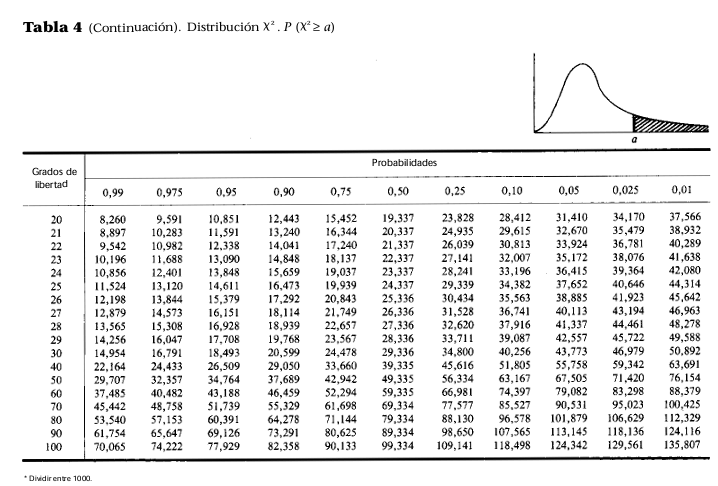 Tabla 4 (Continuación). Distribución χ². P (χ² ≥ a)
a
Grados de libertad Probabilidades
0,99 0,975 0,95 0,90 0,75 0,50 0,25 0,10 0,05 0,025 0,01
20 8,260 9,591 10,851 12,443 15,452 19,337 23,828 28,412 31,410 34,170 37,566
21 8,897 10,283 11,591 13,240 16,344 20,337 24,935 29,615 32,670 35,479 38,932
22 9,542 10,982 12,338 14,041 17,240 21,337 26,039 30,813 33,924 36,781 40,289
23 10,196 11,688 13,090 14,848 18,137 22,337 27,141 32,007 35,172 38,076 41,638
24 10,856 12,401 13,848 15,659 19,037 23,337 28,241 33,196 36,415 39,364 42,080
25 11,524 13,120 14,611 16,473 19,939 24,337 29,339 34,382 37,652 40,646 44,314
26 12,198 13,844 15,379 17,292 20,843 25,336 30,434 35,563 38,885 41,923 45,642
27 12,879 14,573 16,151 18,114 21,749 26,336 31,528 36,741 40,113 43,194 46,963
28 13,565 15,308 16,928 18,939 22,657 27,336 32,620 37,916 41,337 44,461 48,278
29 14,256 16,047 17,708 19,768 23,567 28,336 33,711 39,087 42,557 45,722 49,588
30 14,954 16,791 18,493 20,599 24,478 29,336 34,800 40,256 43,773 46,979 50,892
40 22,164 24,433 26,509 29,050 33,660 39,335 45,616 51,805 55,758 59,342 63,691
50 29,707 32,357 34,764 37,689 42,942 49,335 56,334 63,167 67,505 71,420 76,154
60 37,485 40,482 43,188 46,459 52,294 59,335 66,981 74,397 79,082 83,298 88,379
70 45,442 48,758 51,739 55,329 61,698 69,334 77,577 85,527 90,531 95,023 100,425
80 53,540 57,153 60,391 64,278 71,144 79,334 88,130 96,578 101,879 106,629 112,329
90 61,754 65,647 69,126 73,291 80,625 89,334 98,650 107,565 113,145 118,136 124,116
100 70,065 74,222 77,929 82,358 90,133 99,334 109,141 118,498 124,342 129,561 135,807
* Dividir entre 1000.